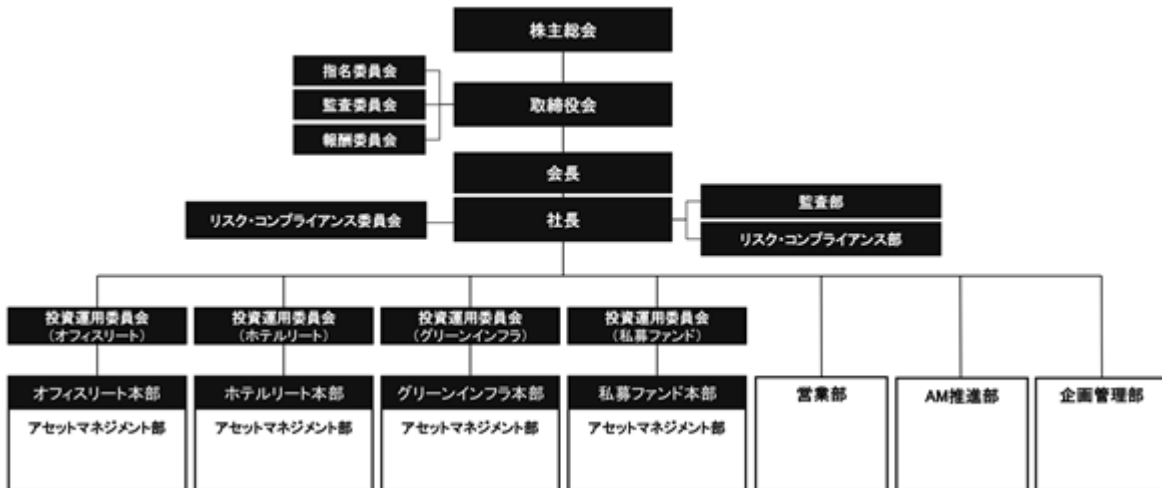 株主総会
指名委員会
監査委員会
報酬委員会
取締役会
会長
リスク・コンプライアンス委員会
社長
監査部
リスク・コンプライアンス部
投資運用委員会
(オフィスリート)
投資運用委員会
(ホテルリート)
投資運用委員会
(グリーンインフラ)
投資運用委員会
(私募ファンド)
オフィスリート本部
アセットマネジメント部
ホテルリート本部
アセットマネジメント部
グリーンインフラ本部
アセットマネジメント部
私募ファンド本部
アセットマネジメント部
営業部
AM推進部
企画管理部